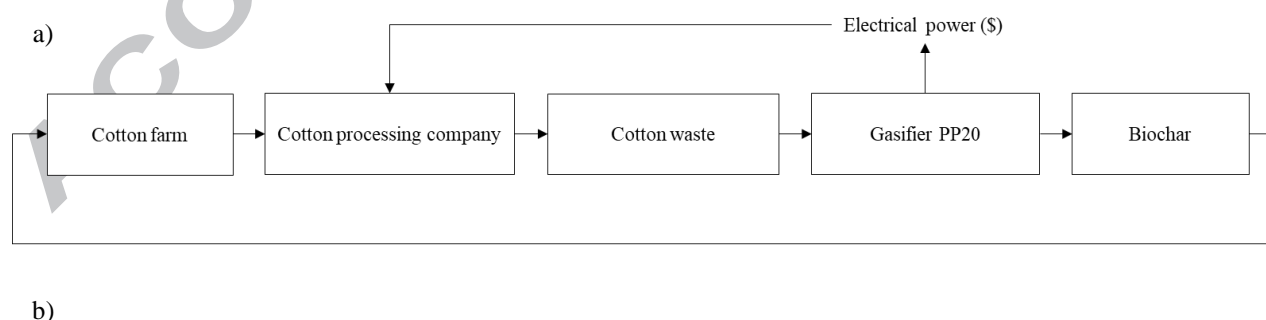 a)
Electrical power ($)
Cotton farm
Cotton processing company
Cotton waste
Gasifier PP20
Biochar
b)